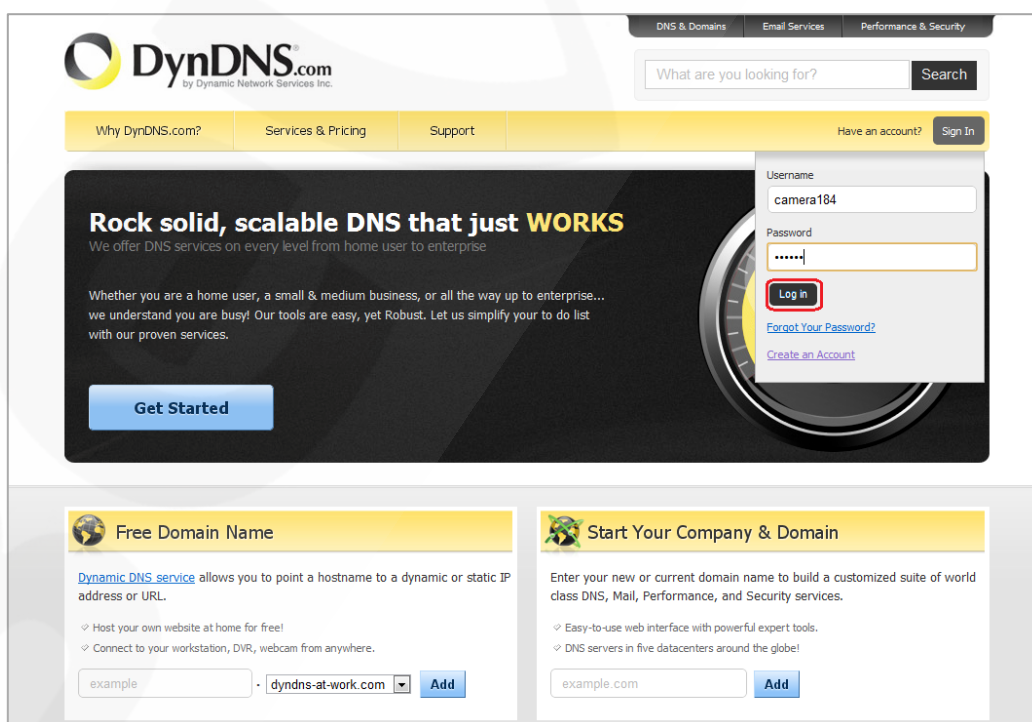 DNS & Domains Email Services Performance & Security
DynDNS.com
by Dynamic Network Services Inc.
What are you looking for? Search
Why DynDNS.com? Services & Pricing Support Have an account? Sign In
Username
camera184
Password
••••••
Log in
Forgot Your Password?
Create an Account
Rock solid, scalable DNS that just WORKS
We offer DNS services on every level from home user to enterprise
Whether you are a home user, a small & medium business, or all the way up to enterprise...
we understand you are busy! Our tools are easy, yet Robust. Let us simplify your to do list
with our proven services.
Get Started
Free Domain Name
Dynamic DNS service allows you to point a hostname to a dynamic or static IP
address or URL.
Host your own website at home for free!
Connect to your workstation, DVR, webcam from anywhere.
example . dyndns-at-work.com Add
Start Your Company & Domain
Enter your new or current domain name to build a customized suite of world
class DNS, Mail, Performance, and Security services.
Easy-to-use web interface with powerful expert tools.
DNS servers in five datacenters around the globe!
example.com Add